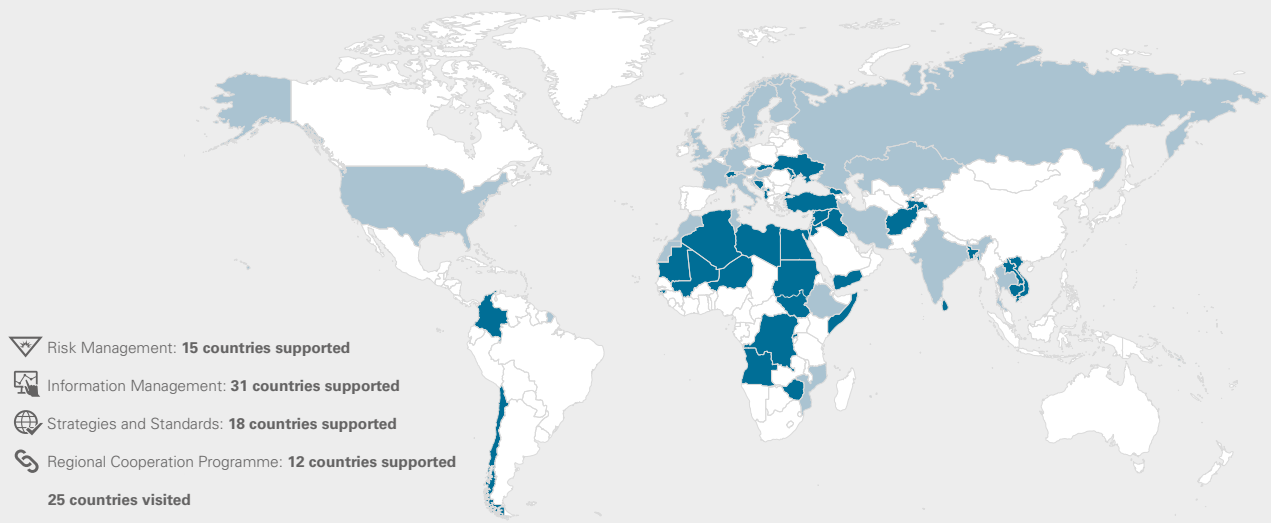 Risk Management: 15 countries supported
Information Management: 31 countries supported
Strategies and Standards: 18 countries supported
Regional Cooperation Programme: 12 countries supported
25 countries visited